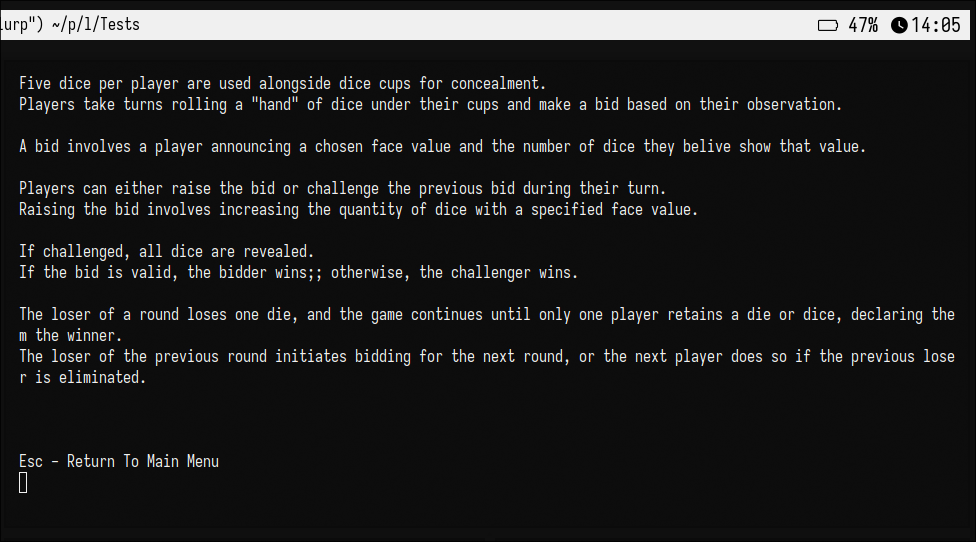 lurp") ~/p/l/Tests 47% 14:05
Five dice per player are used alongside dice cups for concealment.
Players take turns rolling a "hand" of dice under their cups and make a bid based on their observation.
A bid involves a player announcing a chosen face value and the number of dice they belive show that value.
Players can either raise the bid or challenge the previous bid during their turn.
Raising the bid involves increasing the quantity of dice with a specified face value.
If challenged, all dice are revealed.
If the bid is valid, the bidder wins;; otherwise, the challenger wins.
The loser of a round loses one die, and the game continues until only one player retains a die or dice, declaring the
m the winner.
The loser of the previous round initiates bidding for the next round, or the next player does so if the previous lose
r is eliminated.
Esc - Return To Main Menu